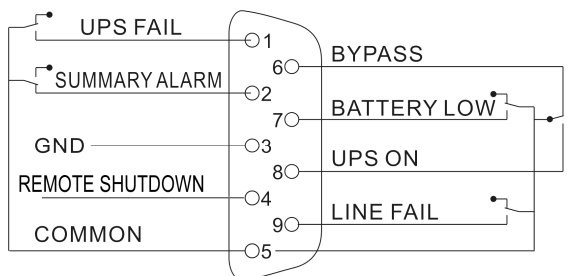 UPS FAIL
1
BYPASS
6
SUMMARY ALARM
2
BATTERY LOW
7
GND
3
UPS ON
8
REMOTE SHUTDOWN
4
LINE FAIL
9
COMMON
5